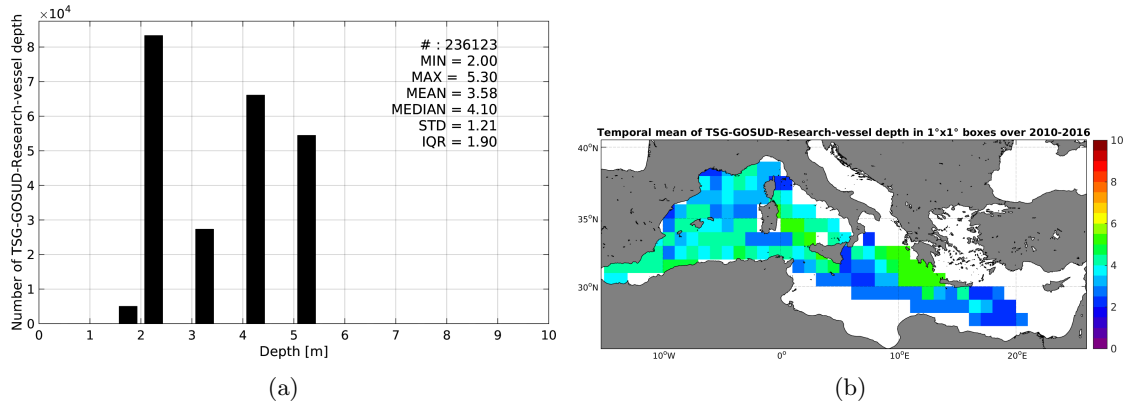 ×10⁴
Number of TSG-GOSUD-Research-vessel depth
8
7
6
5
4
3
2
1
0
# : 236123
MIN = 2.00
MAX = 5.30
MEAN = 3.58
MEDIAN = 4.10
STD = 1.21
IQR = 1.90
0 1 2 3 4 5 6 7 8 9 10
Depth [m]
(a)
Temporal mean of TSG-GOSUD-Research-vessel depth in 1°x1° boxes over 2010-2016
40°N
35°N
30°N
10°W 0° 10°E 20°E
10
8
6
4
2
0
(b)